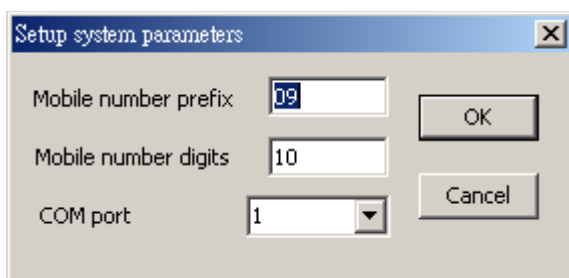 Setup system parameters
Mobile number prefix 09
OK
Mobile number digits 10
Cancel
COM port 1